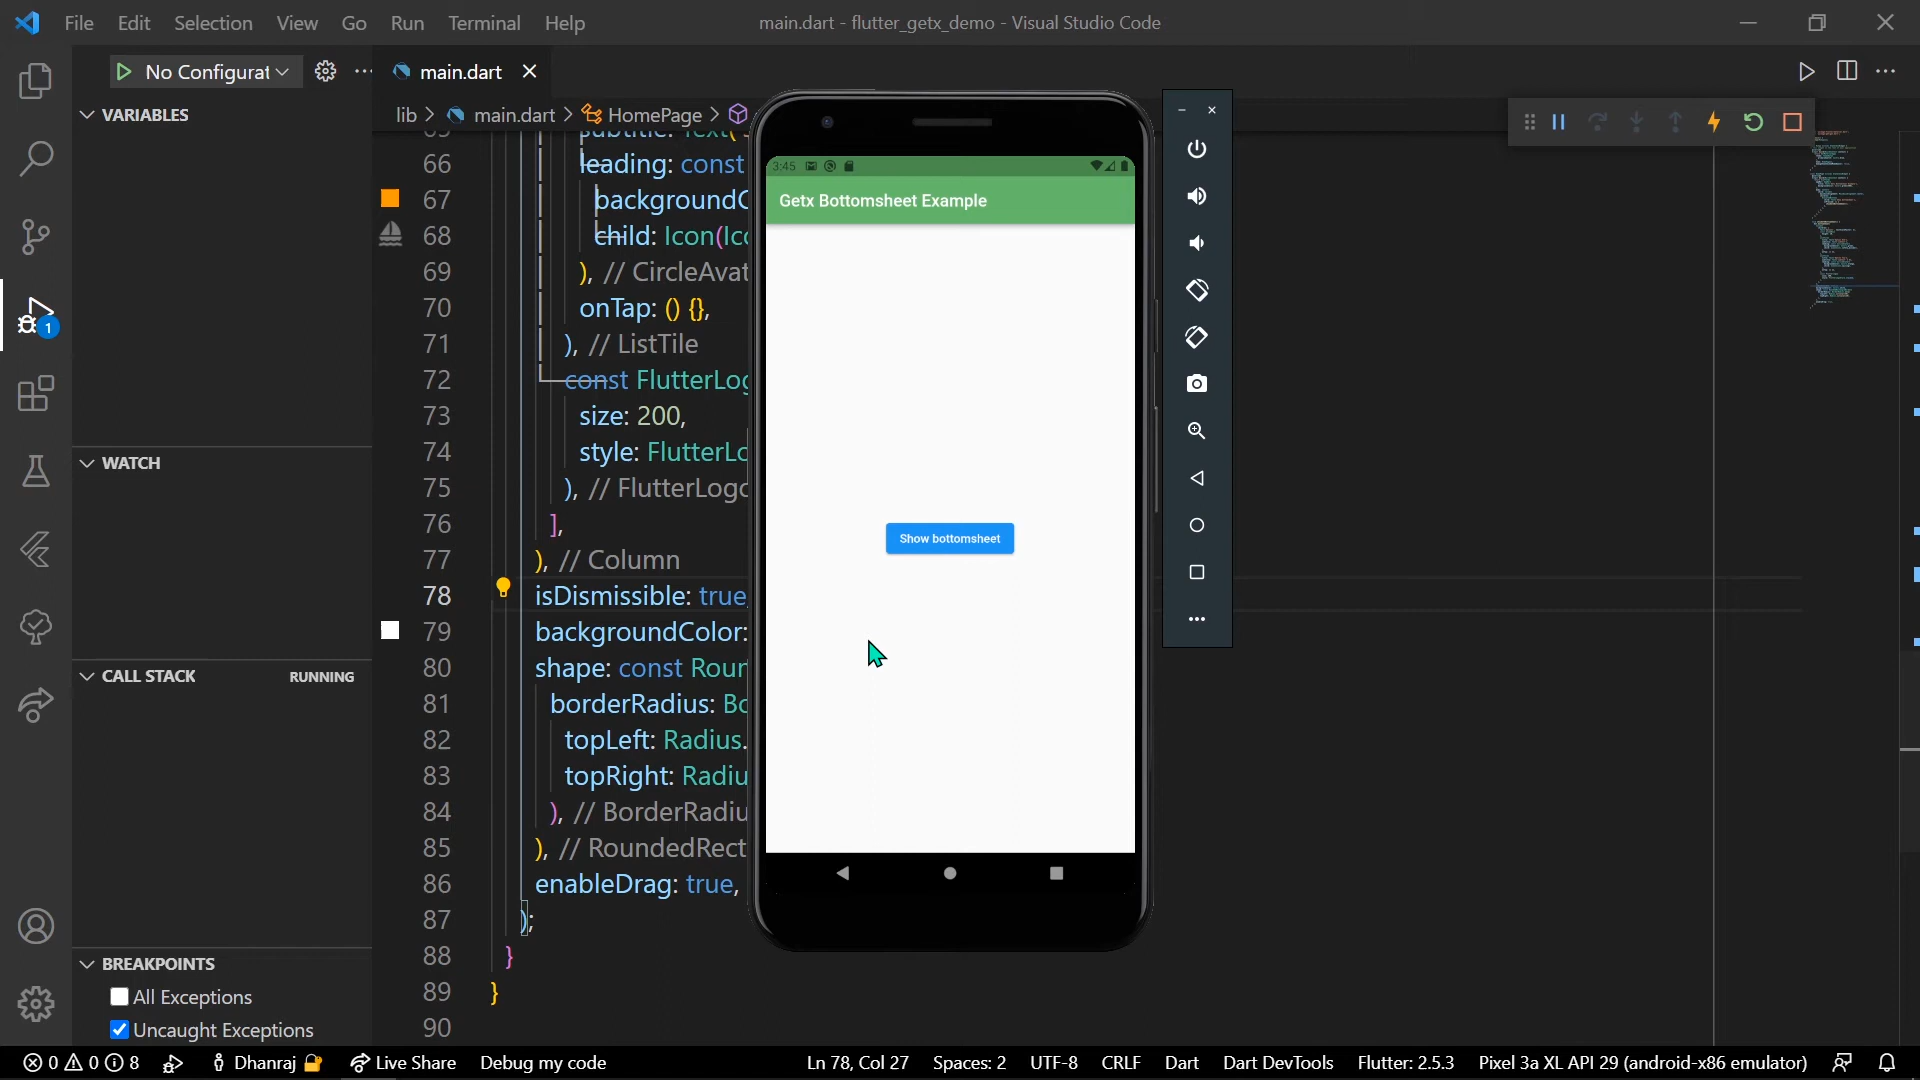 File Edit Selection View Go Run Terminal Help
main.dart - flutter_getx_demo - Visual Studio Code
No Configurat
main.dart
lib > main.dart > HomePage >
VARIABLES
WATCH
CALL STACK
RUNNING
BREAKPOINTS
All Exceptions
Uncaught Exceptions
1
66 leading: const
67 backgroundC
68 child: Icon(Ico
69 ), // CircleAvat
70 onTap: () {},
71 ), // ListTile
72 const FlutterLog
73 size: 200,
74 style: FlutterLo
75 ), // FlutterLogo
76 ],
77 ), // Column
78 isDismissible: true,
79 backgroundColor:
80 shape: const Roun
81 borderRadius: Bo
82 topLeft: Radius.
83 topRight: Radiu
84 ), // BorderRadiu
85 ), // RoundedRect
86 enableDrag: true,
87 );
88 }
89 }
90
3:45
Getx Bottomsheet Example
Show bottomsheet
0 0 8 Dhanraj Live Share Debug my code
Ln 78, Col 27 Spaces: 2 UTF-8 CRLF Dart Dart DevTools Flutter: 2.5.3 Pixel 3a XL API 29 (android-x86 emulator)